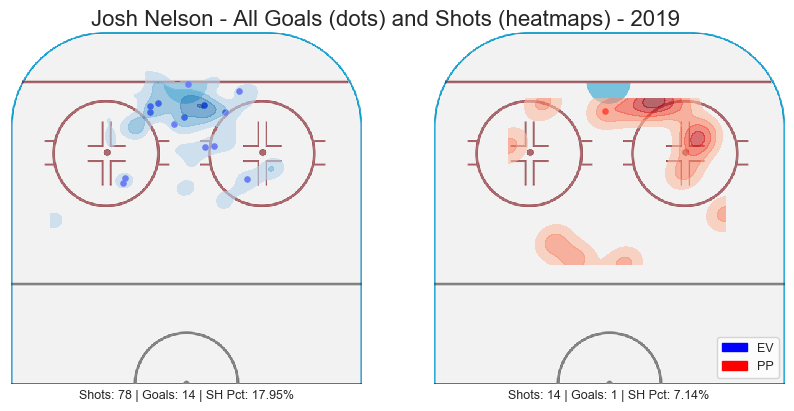 Josh Nelson - All Goals (dots) and Shots (heatmaps) - 2019
EV
PP
Shots: 78 | Goals: 14 | SH Pct: 17.95%
Shots: 14 | Goals: 1 | SH Pct: 7.14%